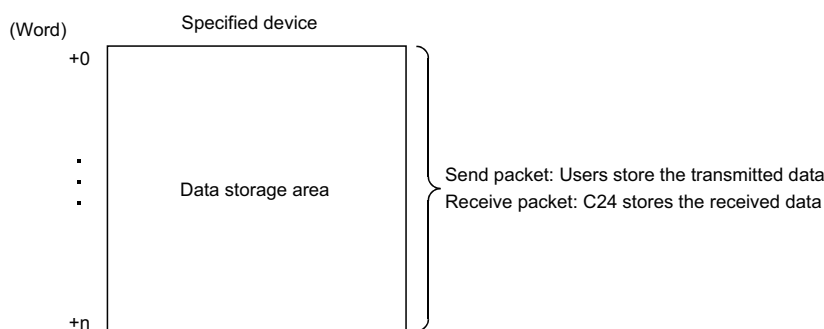 Specified device
(Word)
+0
Data storage area
Send packet: Users store the transmitted data
Receive packet: C24 stores the received data
+n